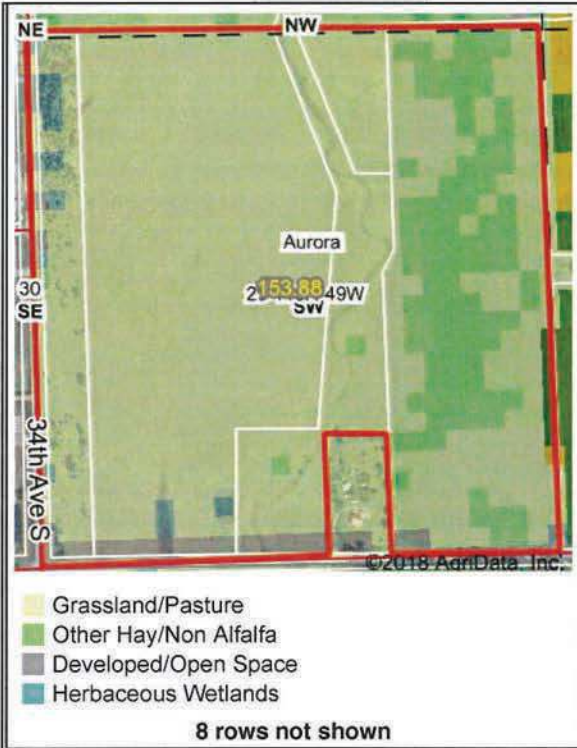 NE
NW
Aurora
153.88
49W
SW
30
SE
34th Ave S
©2018 AgriData, Inc.
Grassland/Pasture
Other Hay/Non Alfalfa
Developed/Open Space
Herbaceous Wetlands
8 rows not shown